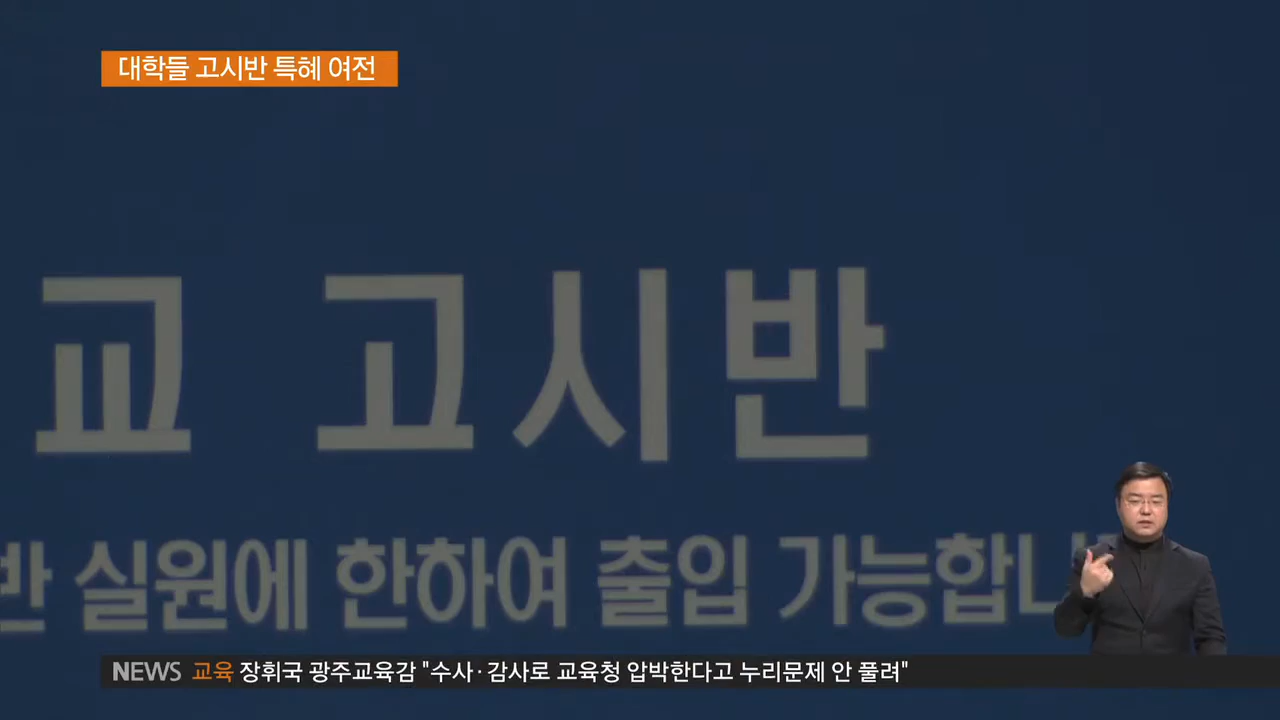 대학들 고시반 특혜 여전
교 고시반
반 실원에 한하여 출입 가능합니
NEWS 교육 장휘국 광주교육감 "수사·감사로 교육청 압박한다고 누리문제 안 풀려"